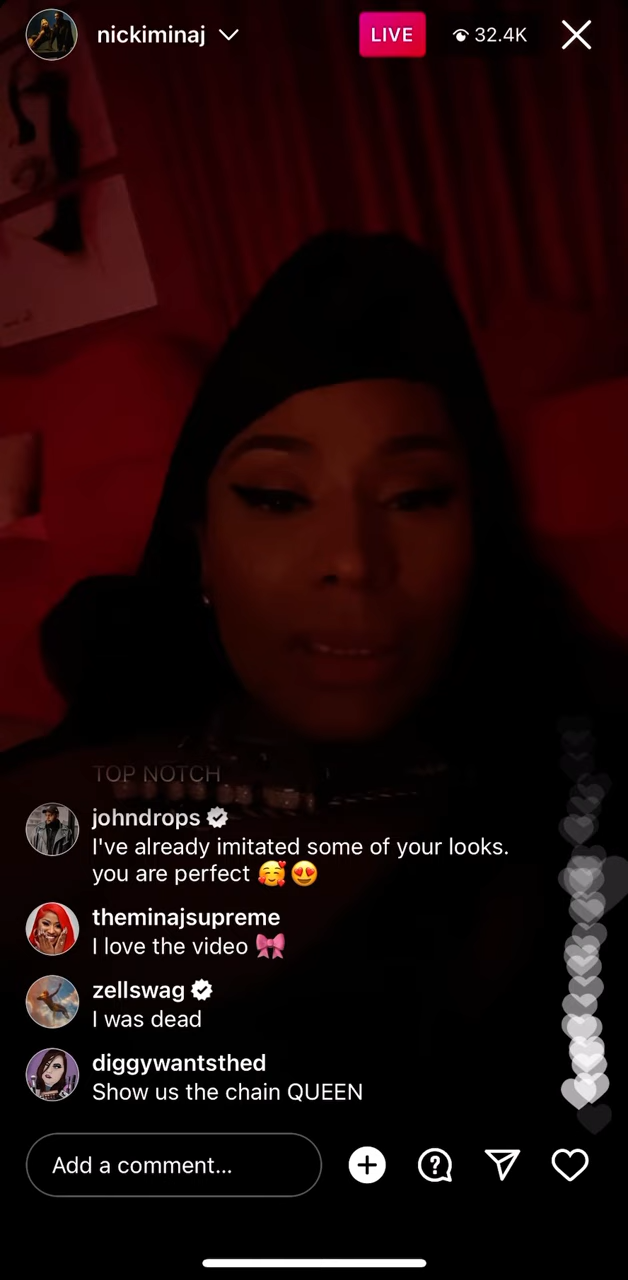 nickiminaj
LIVE
32.4K
TOP NOTCH
johndrops
I've already imitated some of your looks.
you are perfect 🥰😍
theminajsupreme
I love the video 🎀
zellswag
I was dead
diggywantsthed
Show us the chain QUEEN
Add a comment...